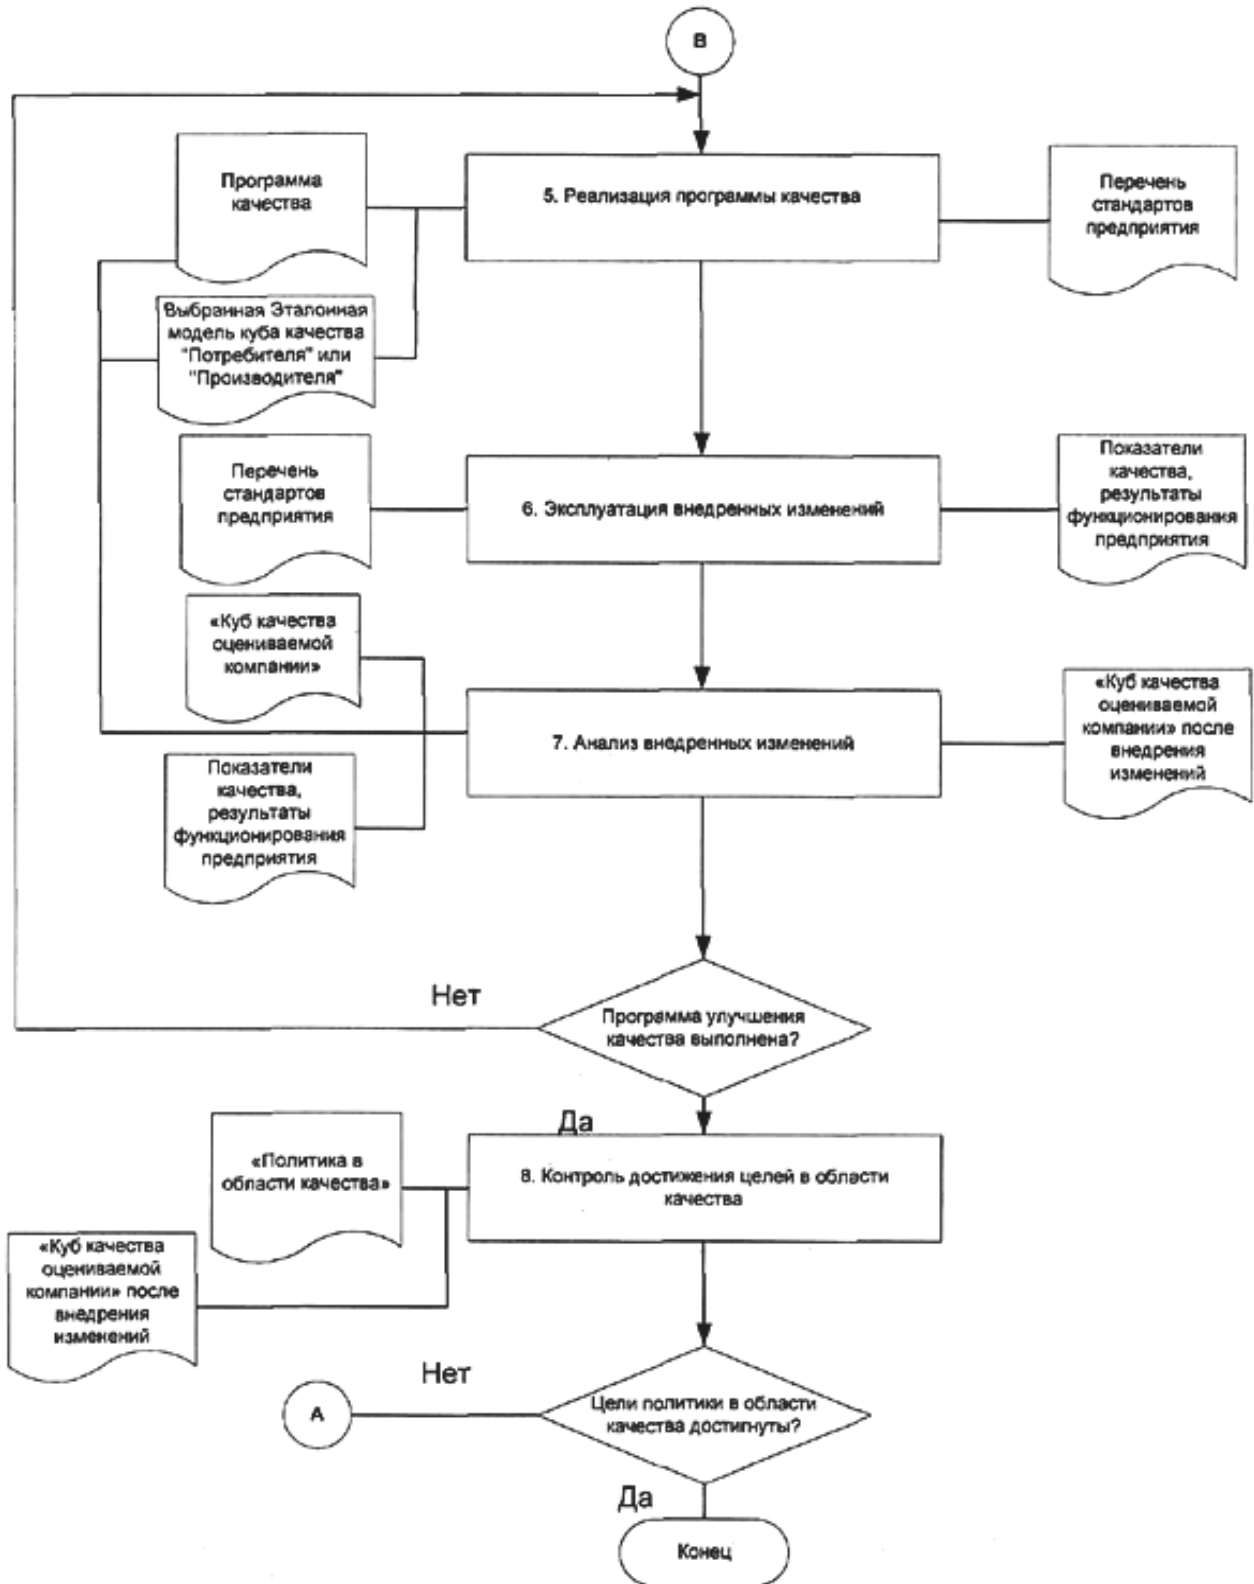 В
Программа
качества
5. Реализация программы качества
Перечень
стандартов
предприятия
Выбранная Эталонная
модель куба качества
"Потребителя" или
"Производителя"
Перечень
стандартов
предприятия
6. Эксплуатация внедренных изменений
Показатели
качества,
результаты
функционирования
предприятия
«Куб качества
оцениваемой
компании»
7. Анализ внедренных изменений
«Куб качества
оцениваемой
компании» после
внедрения
изменений
Показатели
качества,
результаты
функционирования
предприятия
Нет
Программа улучшения
качества выполнена?
Да
«Политика в
области качества»
8. Контроль достижения целей в области
качества
«Куб качества
оцениваемой
компании» после
внедрения
изменений
Нет
А
Цели политики в области
качества достигнуты?
Да
Конец